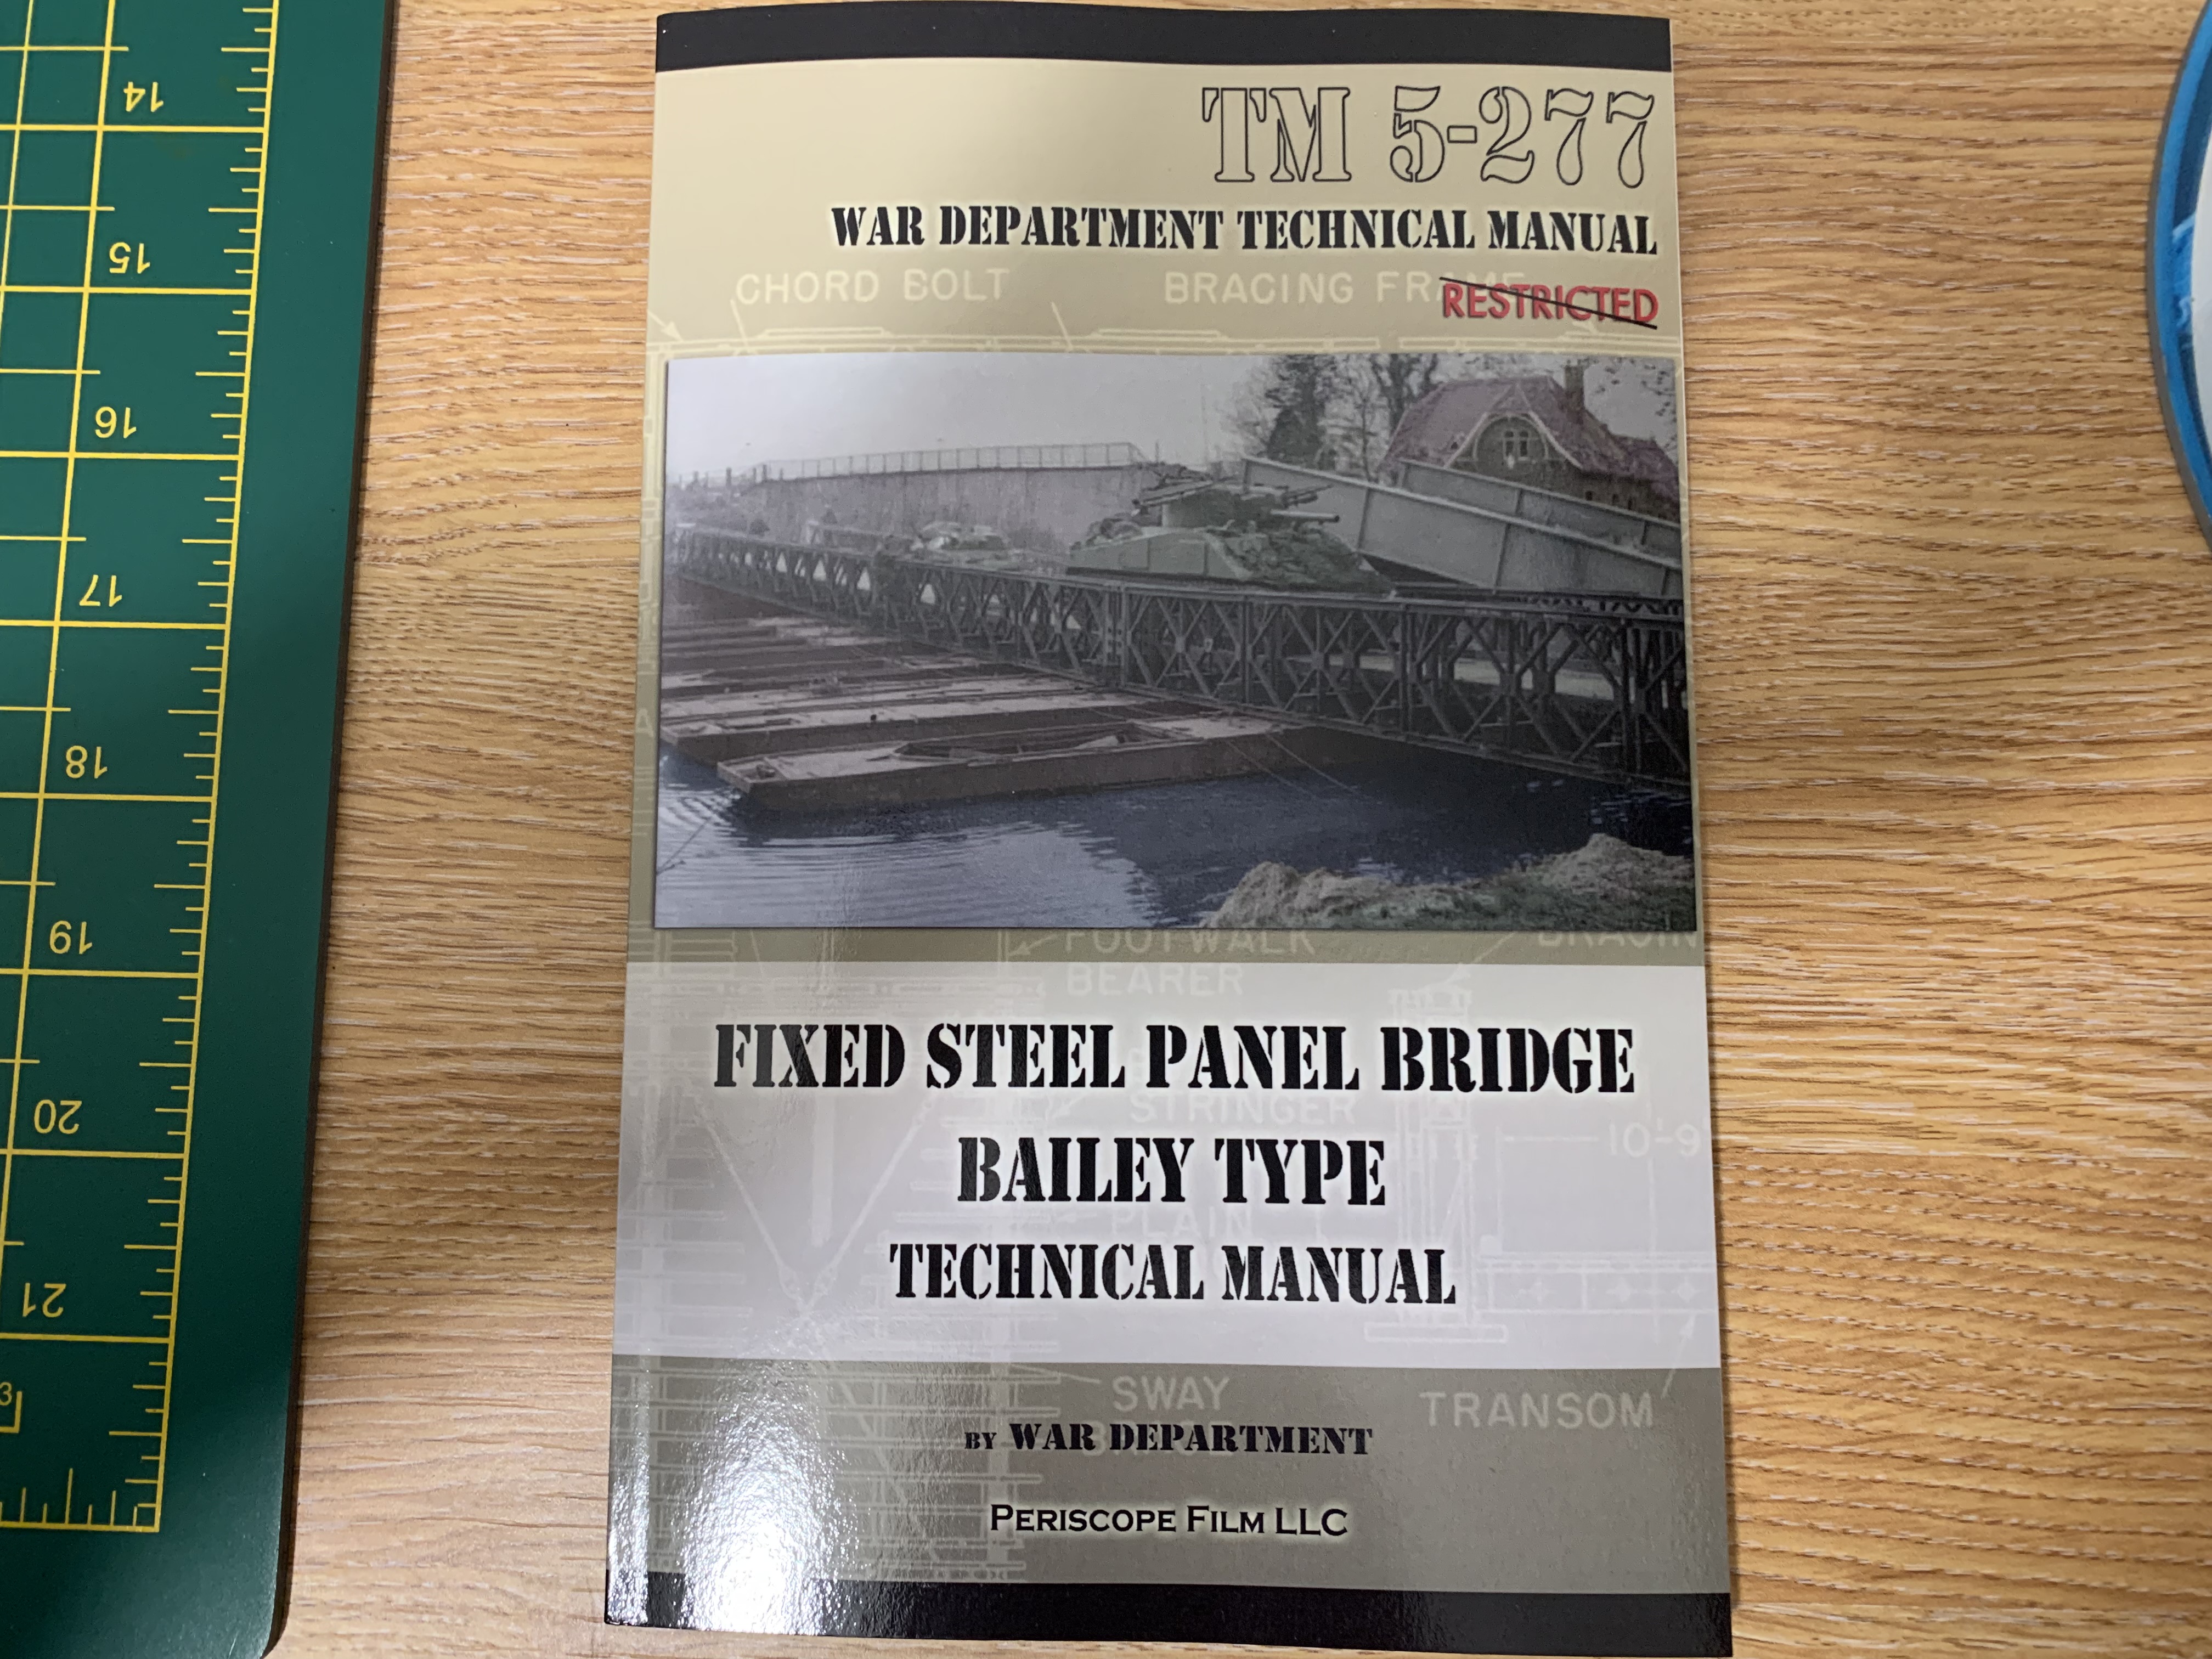 TM 5-277
WAR DEPARTMENT TECHNICAL MANUAL
CHORD BOLT
BRACING FRAME
RESTRICTED
FOOTWALK
BEARER
FIXED STEEL PANEL BRIDGE
STRINGER
10'-9
BAILEY TYPE
PLAIN
TECHNICAL MANUAL
SWAY
TRANSOM
BY WAR DEPARTMENT
PERISCOPE FILM LLC
14
15
16
17
18
19
20
21